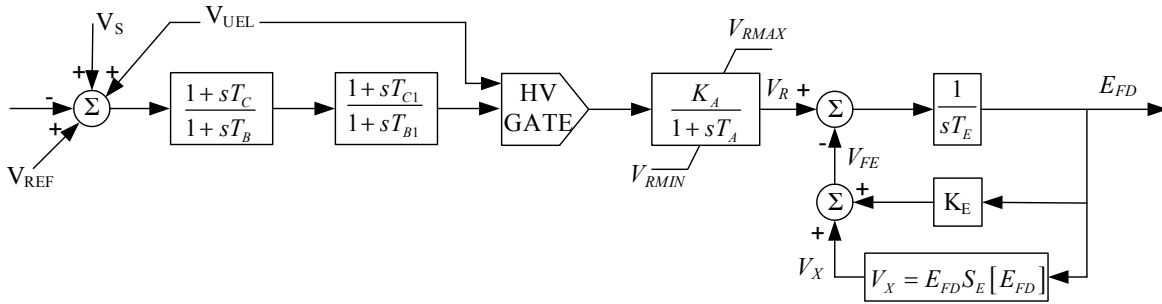 V_S
V_UEL
+
+
-
Σ
+
V_REF
1 + sT_C
1 + sT_B
1 + sT_C1
1 + sT_B1
HV
GATE
V_RMAX
K_A
1 + sT_A
V_RMIN
V_R
+
Σ
-
V_FE
1
sT_E
E_FD
Σ
+
K_E
+
V_X
V_X = E_FD S_E [E_FD]